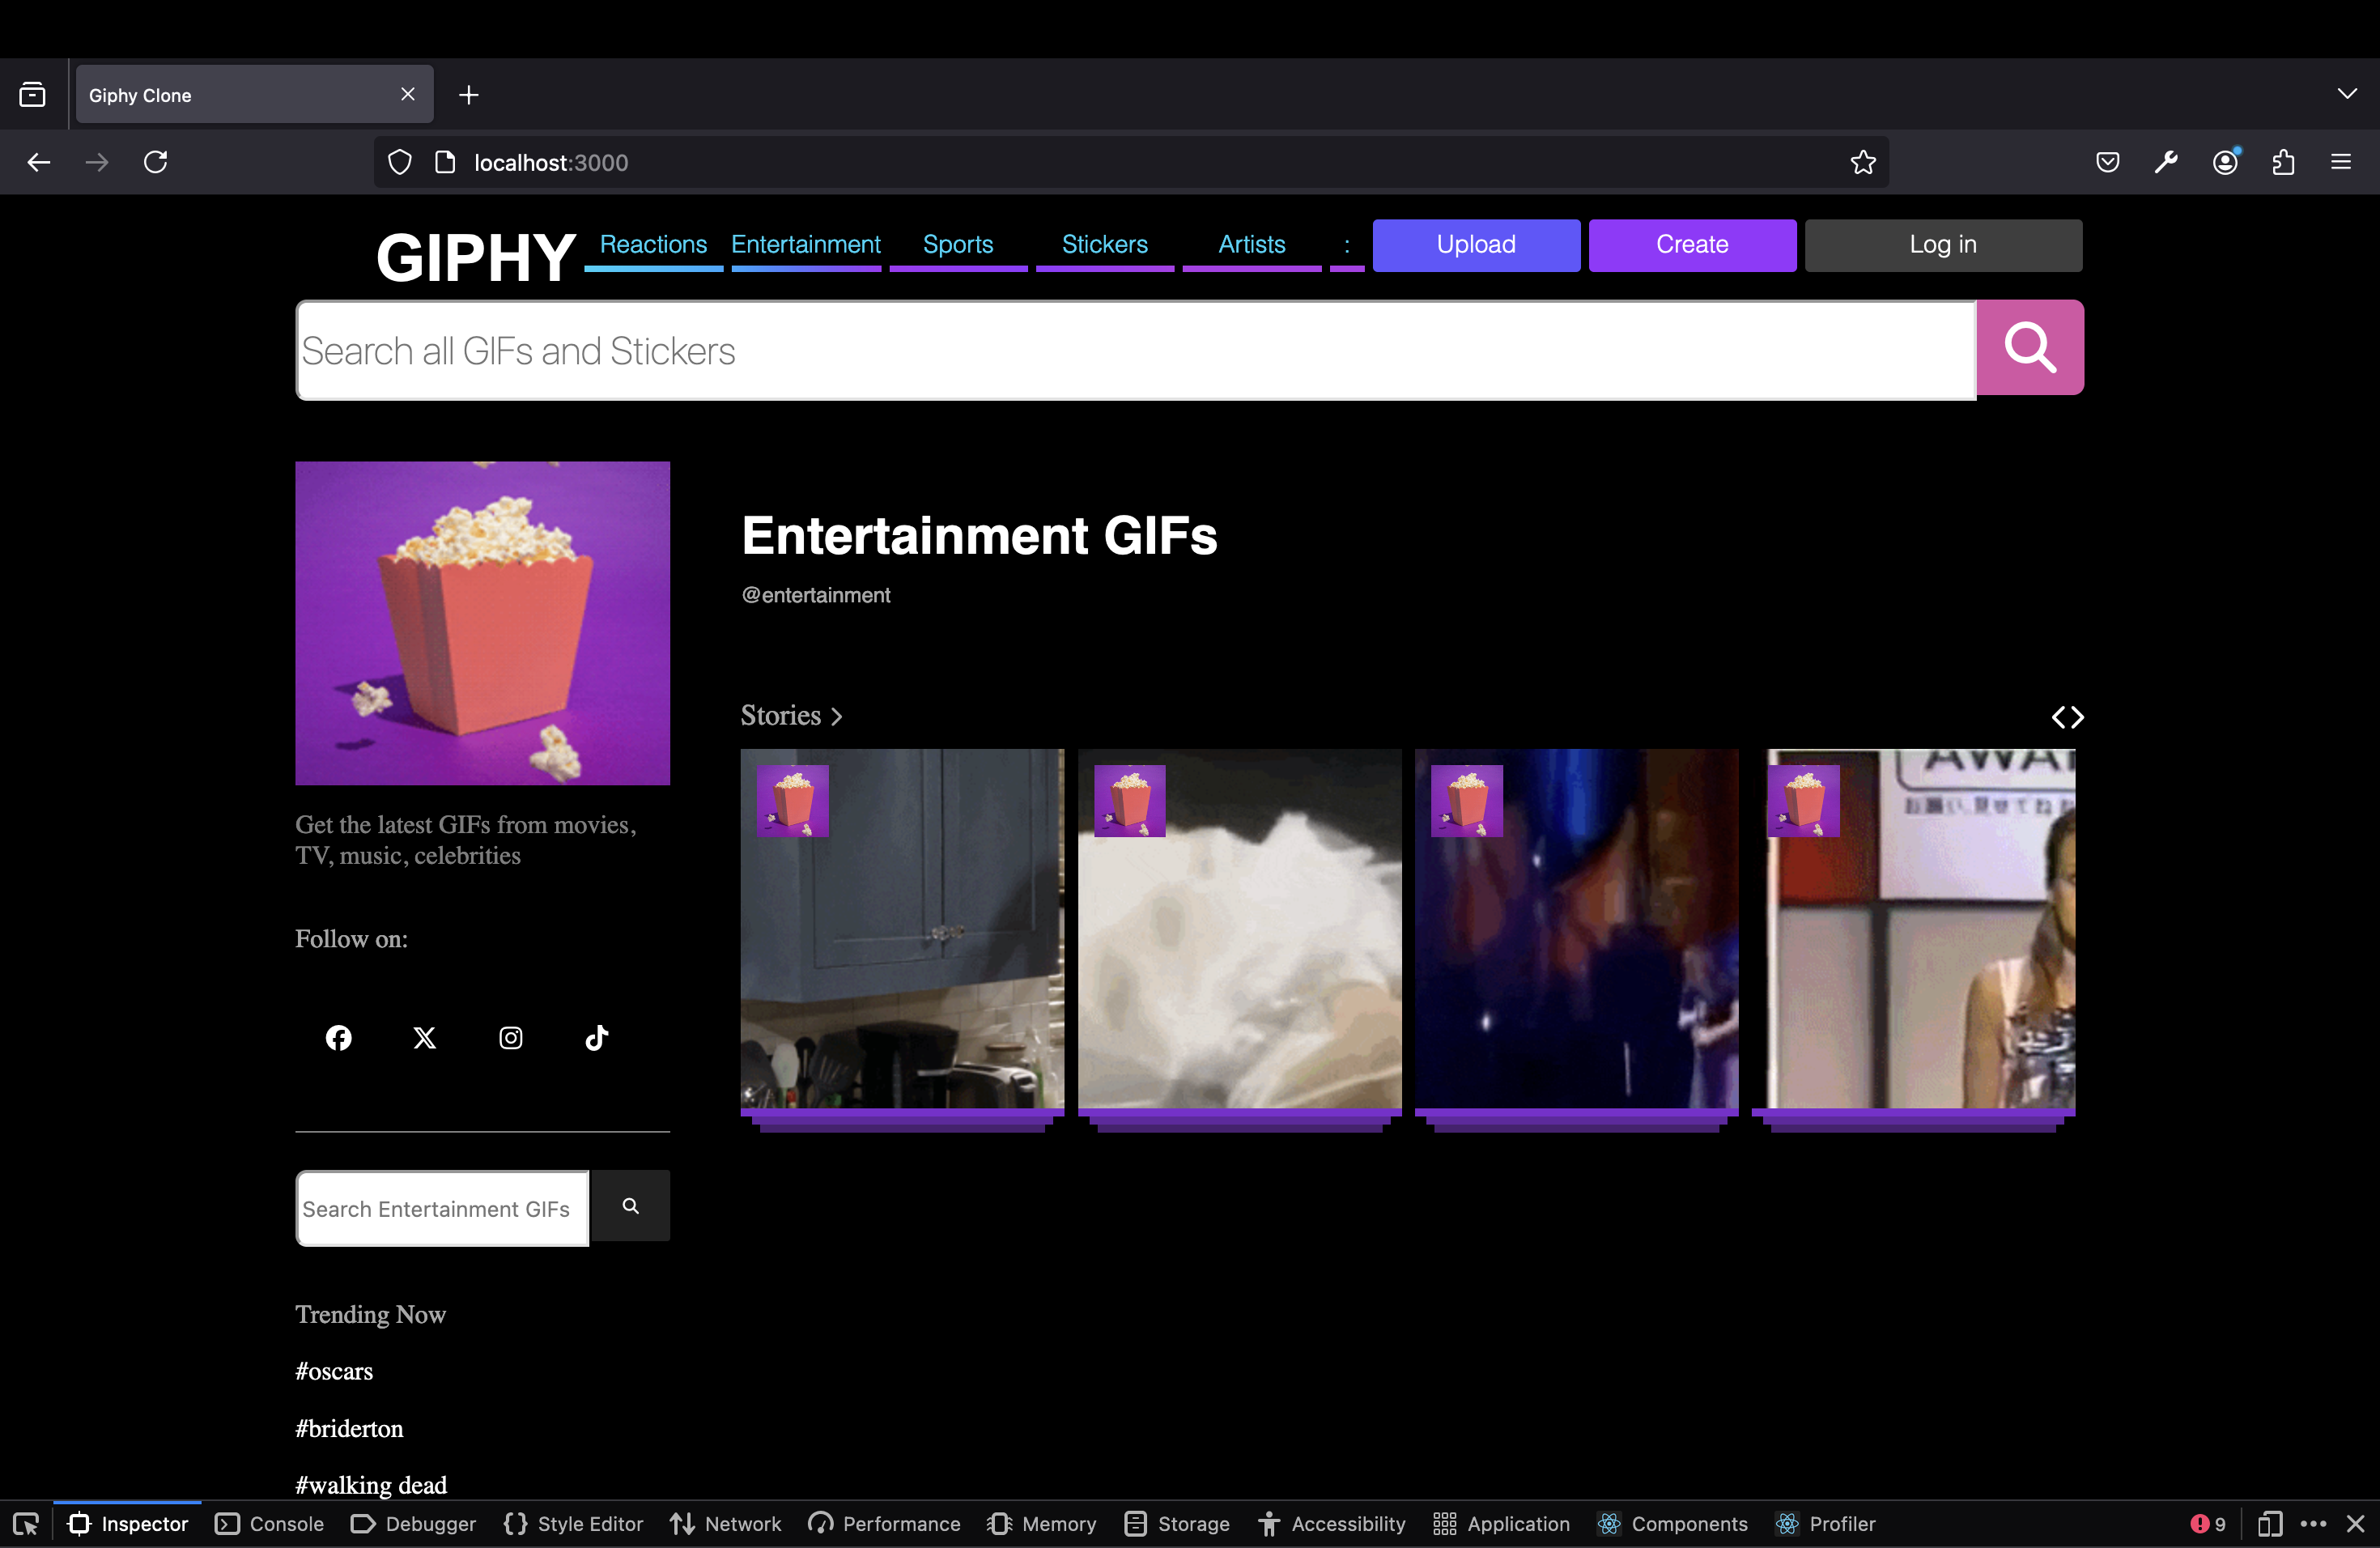 Giphy Clone
localhost:3000
GIPHY Reactions Entertainment Sports Stickers Artists : Upload Create Log in
Search all GIFs and Stickers
Entertainment GIFs
@entertainment
Stories >
AWA
Get the latest GIFs from movies,
TV, music, celebrities
Follow on:
Search Entertainment GIFs
Trending Now
#oscars
#briderton
#walking dead
Inspector Console Debugger {} Style Editor Network Performance Memory Storage Accessibility Application Components Profiler 9